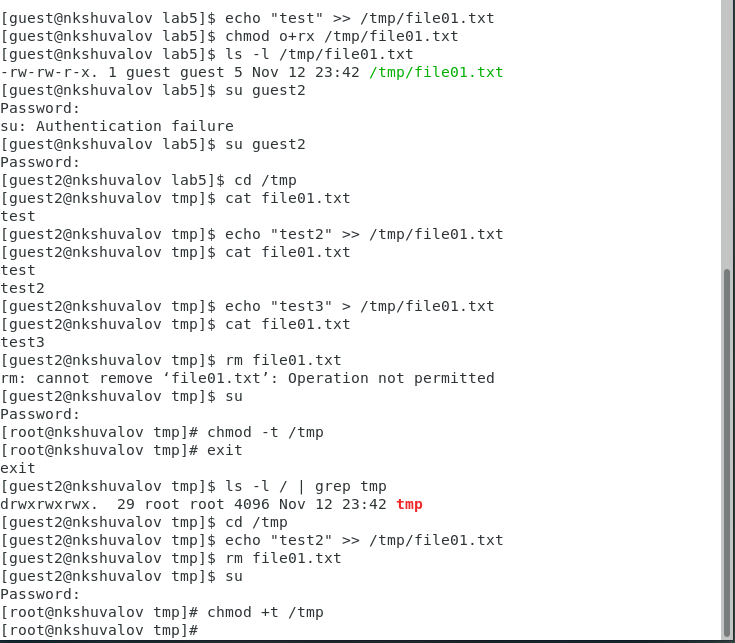 [guest@nkshuvalov lab5]$ echo "test" >> /tmp/file01.txt
[guest@nkshuvalov lab5]$ chmod o+rx /tmp/file01.txt
[guest@nkshuvalov lab5]$ ls -l /tmp/file01.txt
-rw-rw-r-x. 1 guest guest 5 Nov 12 23:42 /tmp/file01.txt
[guest@nkshuvalov lab5]$ su guest2
Password:
su: Authentication failure
[guest@nkshuvalov lab5]$ su guest2
Password:
[guest2@nkshuvalov lab5]$ cd /tmp
[guest2@nkshuvalov tmp]$ cat file01.txt
test
[guest2@nkshuvalov tmp]$ echo "test2" >> /tmp/file01.txt
[guest2@nkshuvalov tmp]$ cat file01.txt
test
test2
[guest2@nkshuvalov tmp]$ echo "test3" > /tmp/file01.txt
[guest2@nkshuvalov tmp]$ cat file01.txt
test3
[guest2@nkshuvalov tmp]$ rm file01.txt
rm: cannot remove ‘file01.txt’: Operation not permitted
[guest2@nkshuvalov tmp]$ su
Password:
[root@nkshuvalov tmp]# chmod -t /tmp
[root@nkshuvalov tmp]# exit
exit
[guest2@nkshuvalov tmp]$ ls -l / | grep tmp
drwxrwxrwx.  29 root root 4096 Nov 12 23:42 tmp
[guest2@nkshuvalov tmp]$ cd /tmp
[guest2@nkshuvalov tmp]$ echo "test2" >> /tmp/file01.txt
[guest2@nkshuvalov tmp]$ rm file01.txt
[guest2@nkshuvalov tmp]$ su
Password:
[root@nkshuvalov tmp]# chmod +t /tmp
[root@nkshuvalov tmp]#